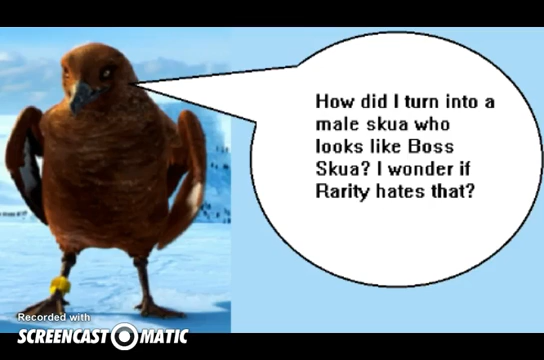 How did I turn into a
male skua who
looks like Boss
Skua? I wonder if
Rarity hates that?
Recorded with
SCREENCAST MATIC